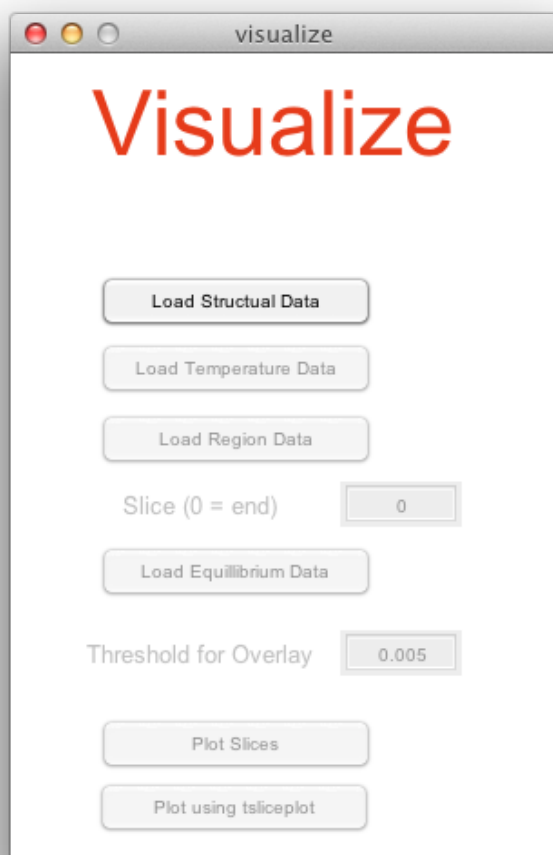 visualize
Visualize
Load Structual Data
Load Temperature Data
Load Region Data
Slice (0 = end) 0
Load Equillibrium Data
Threshold for Overlay 0.005
Plot Slices
Plot using tsliceplot